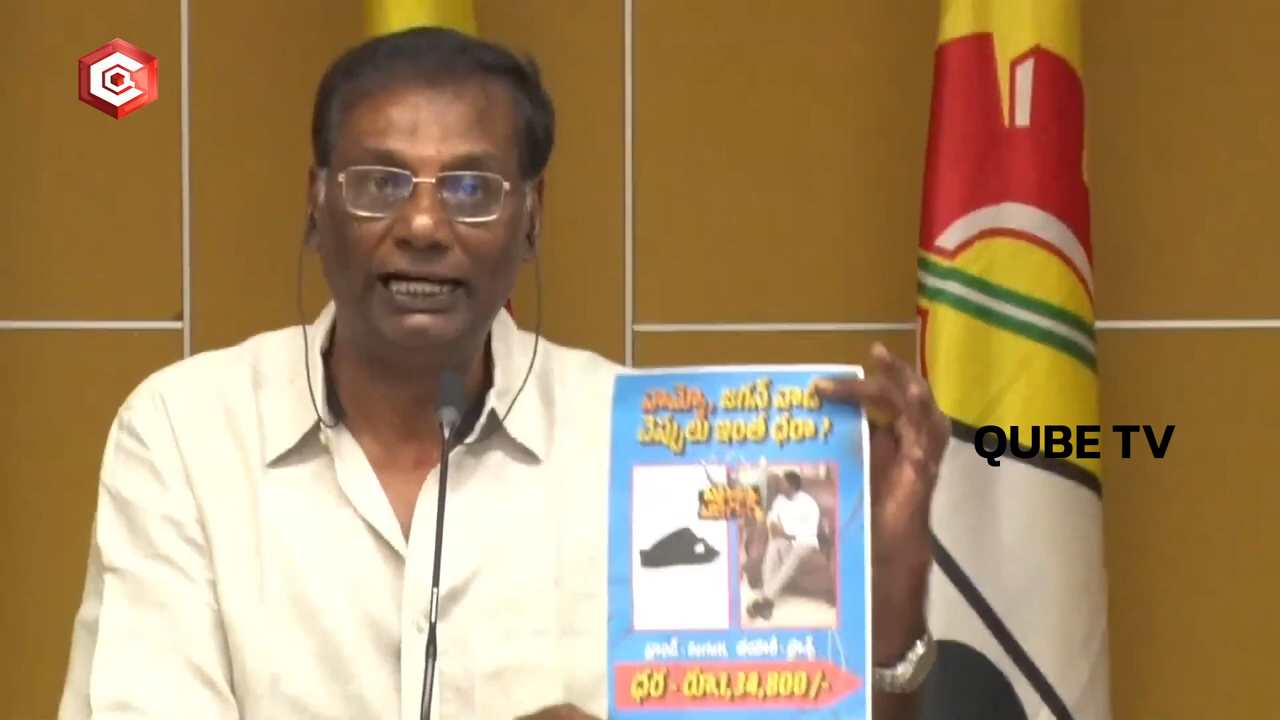 వామ్మో, జగన్ వాడే
చెప్పులు ఇంత ధరా ?
QUBE TV
ధర - రూ.1,34,800/-